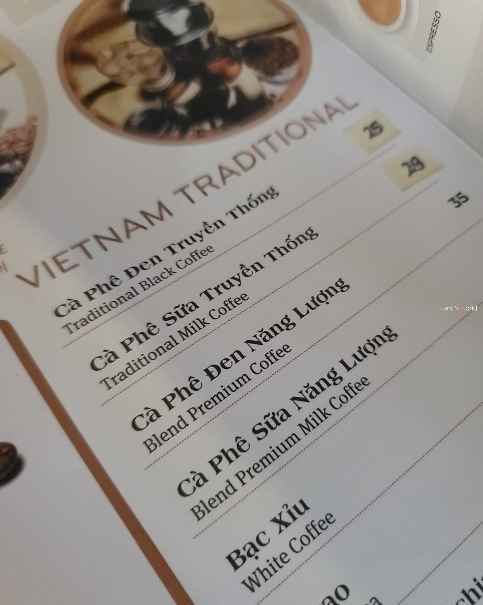 ESPRESSO
VIETNAM TRADITIONAL
Cà Phê Đen Truyền Thống
25
Traditional Black Coffee
Cà Phê Sữa Truyền Thống
29
Traditional Milk Coffee
Cà Phê Đen Năng Lượng
35
Blend Premium Coffee
Cà Phê Sữa Năng Lượng
Blend Premium Milk Coffee
Bạc Xỉu
White Coffee